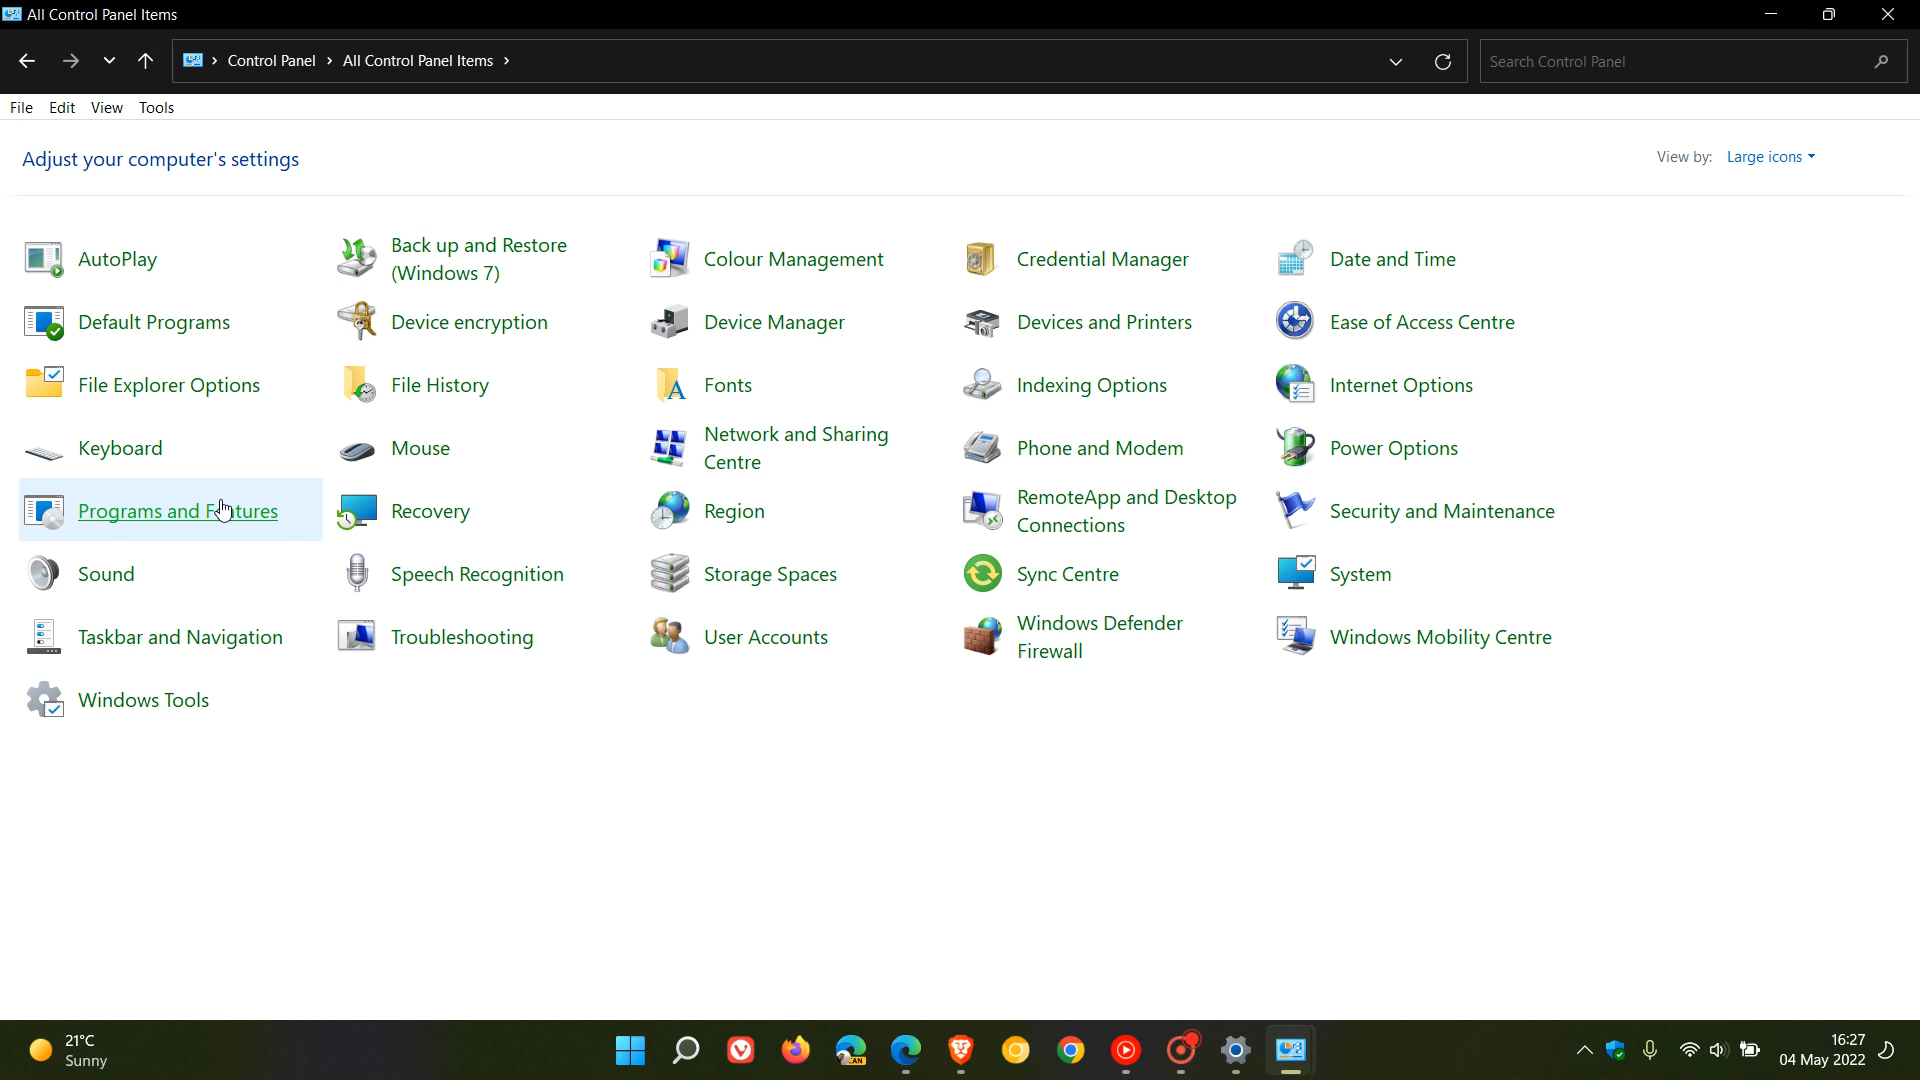 All Control Panel Items
Control Panel
All Control Panel Items
Search Control Panel
File Edit View Tools
Adjust your computer's settings
View by: Large icons
AutoPlay
Back up and Restore
(Windows 7)
Colour Management
Credential Manager
Date and Time
Default Programs
Device encryption
Device Manager
Devices and Printers
Ease of Access Centre
File Explorer Options
File History
Fonts
Indexing Options
Internet Options
Keyboard
Mouse
Network and Sharing
Centre
Phone and Modem
Power Options
Programs and Features
Recovery
Region
RemoteApp and Desktop
Connections
Security and Maintenance
Sound
Speech Recognition
Storage Spaces
Sync Centre
System
Taskbar and Navigation
Troubleshooting
User Accounts
Windows Defender
Firewall
Windows Mobility Centre
Windows Tools
21°C
Sunny
CAN
16:27
04 May 2022